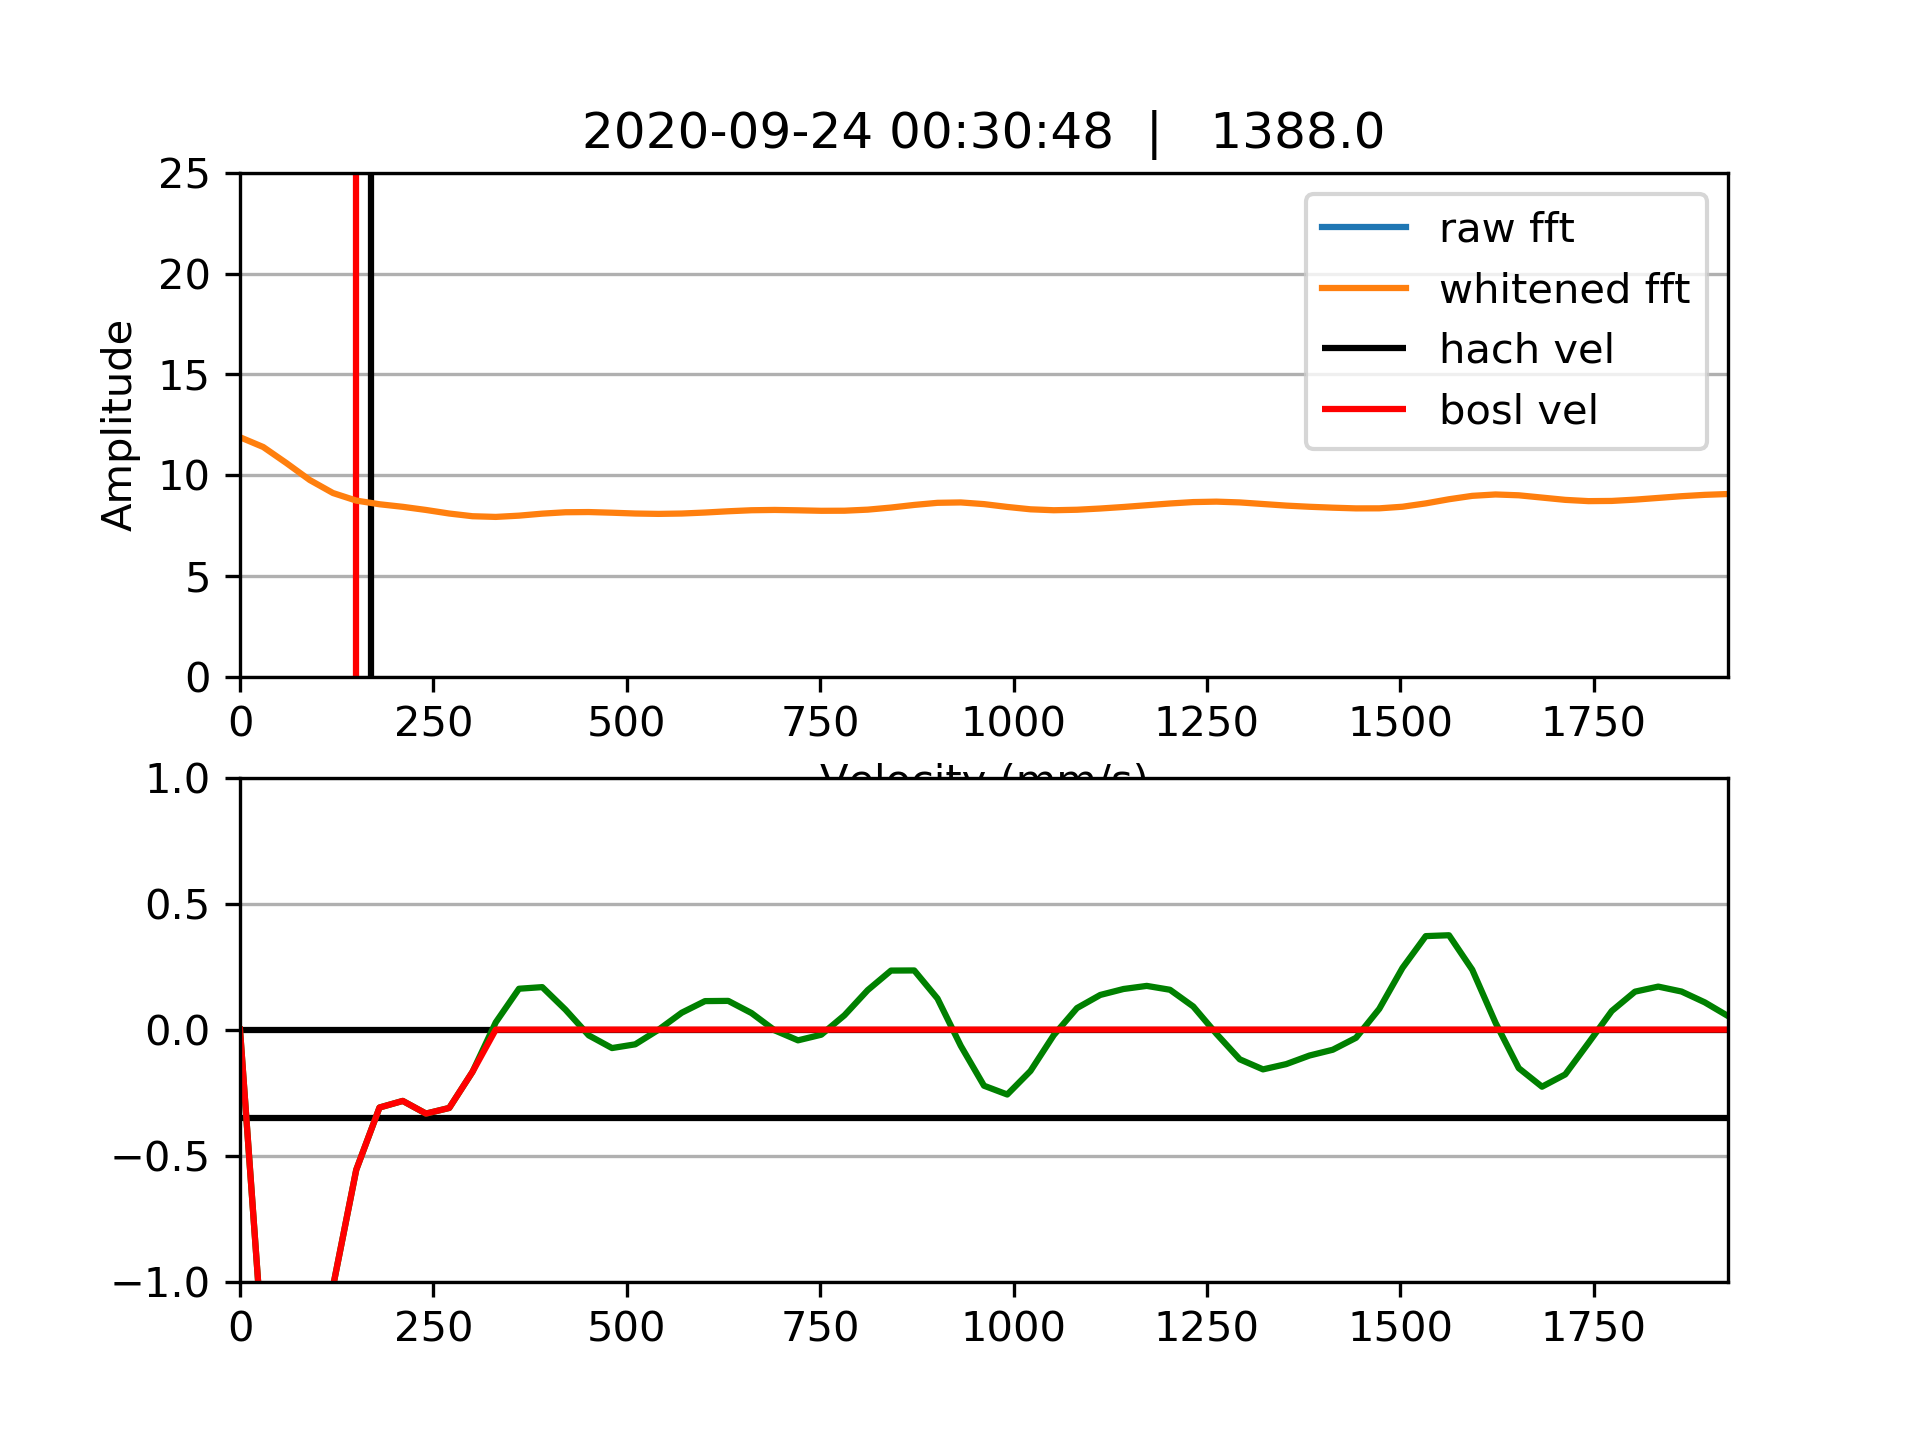 2020-09-24 00:30:48  |   1388.0
25
20
15
10
5
0
Amplitude
raw fft
whitened fft
hach vel
bosl vel
0 250 500 750 1000 1250 1500 1750
Velocity (mm/s)
1.0
0.5
0.0
−0.5
−1.0
0 250 500 750 1000 1250 1500 1750